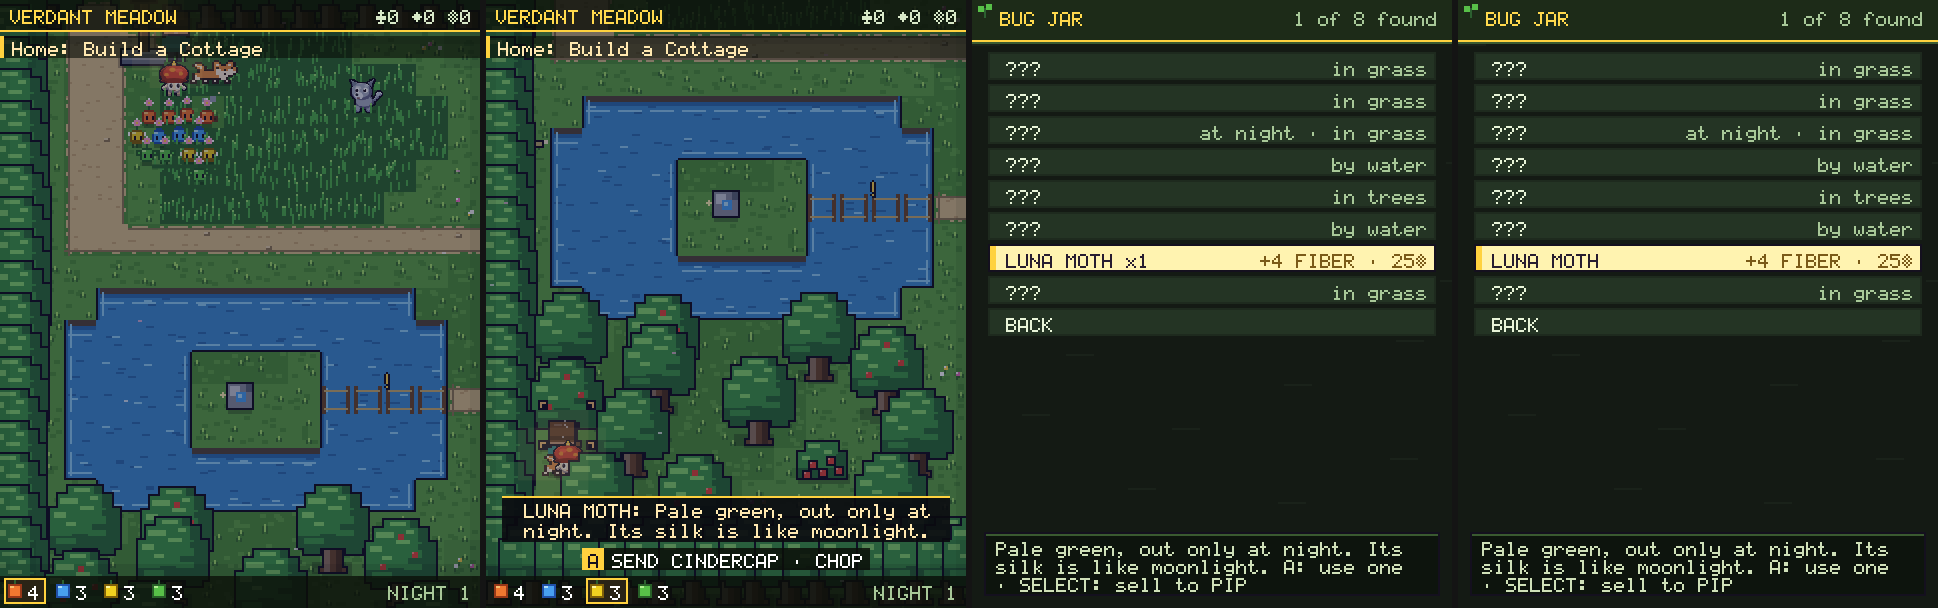 VERDANT MEADOW 0 0 0
Home: Build a Cottage
4 3 3 3 NIGHT 1
VERDANT MEADOW 0 0 0
Home: Build a Cottage
LUNA MOTH: Pale green, out only at
night. Its silk is like moonlight.
A SEND CINDERCAP · CHOP
4 3 3 3 NIGHT 1
BUG JAR 1 of 8 found
??? in grass
??? in grass
??? at night · in grass
??? by water
??? in trees
??? by water
LUNA MOTH x1 +4 FIBER · 25
??? in grass
BACK
Pale green, out only at night. Its
silk is like moonlight. A: use one
· SELECT: sell to PIP
BUG JAR 1 of 8 found
??? in grass
??? in grass
??? at night · in grass
??? by water
??? in trees
??? by water
LUNA MOTH +4 FIBER · 25
??? in grass
BACK
Pale green, out only at night. Its
silk is like moonlight. A: use one
· SELECT: sell to PIP